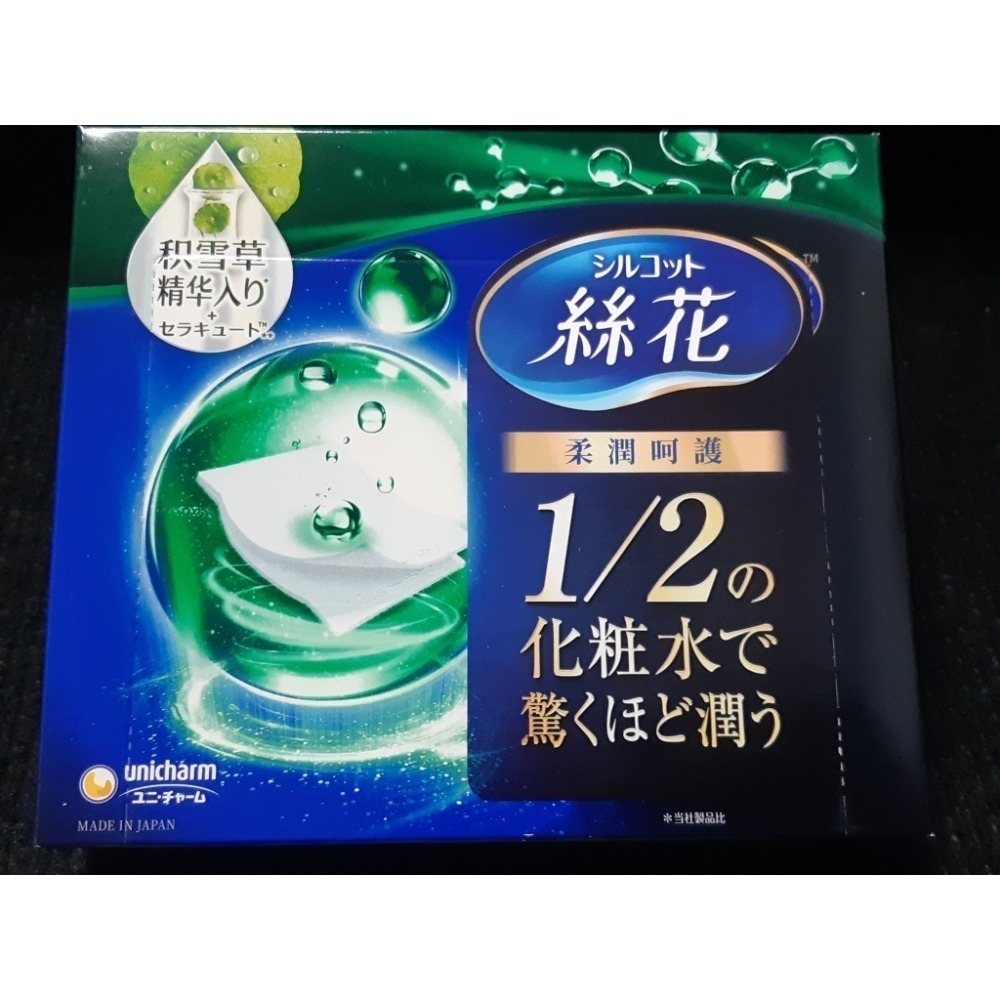 积雪草
精华入り
+
セラキュート™
シルコット
絲花
TM
柔潤呵護
1/2の
化粧水で
驚くほど潤う
unicharm
ユニ・チャーム
MADE IN JAPAN
*当社製品比